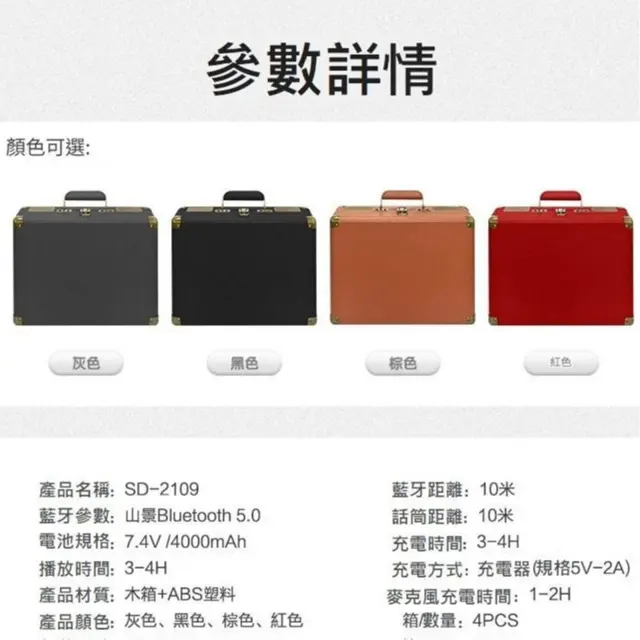 參數詳情
顏色可選:
灰色
黑色
棕色
紅色
產品名稱: SD-2109
藍牙參數: 山景Bluetooth 5.0
電池規格: 7.4V /4000mAh
播放時間: 3-4H
產品材質: 木箱+ABS塑料
產品顏色: 灰色、黑色、棕色、紅色
藍牙距離: 10米
話筒距離: 10米
充電時間: 3-4H
充電方式: 充電器(規格5V-2A)
麥克風充電時間: 1-2H
箱/數量: 4PCS